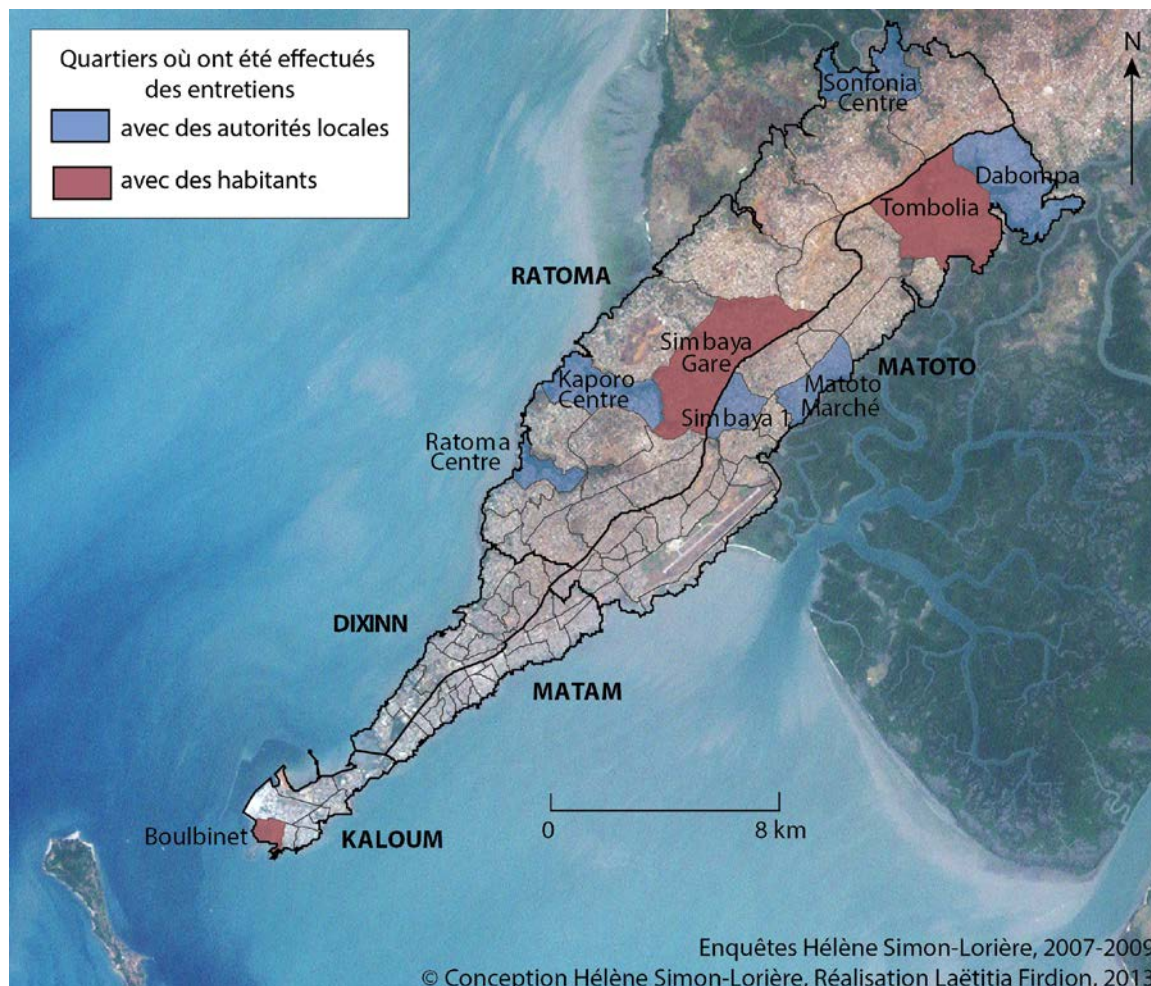 Quartiers où ont été effectués
des entretiens
avec des autorités locales
avec des habitants
N
Sonfonia
Centre
Dabompa
Tombolia
RATOMA
Simbaya
Gare
MATOTO
Kaporo
Centre
Matoto
Marché
Simbaya 1
Ratoma
Centre
DIXINN
MATAM
Boulbinet
KALOUM
0
8 km
Enquêtes Hélène Simon-Lorière, 2007-2009
© Conception Hélène Simon-Lorière, Réalisation Laëtitia Firdion, 2013